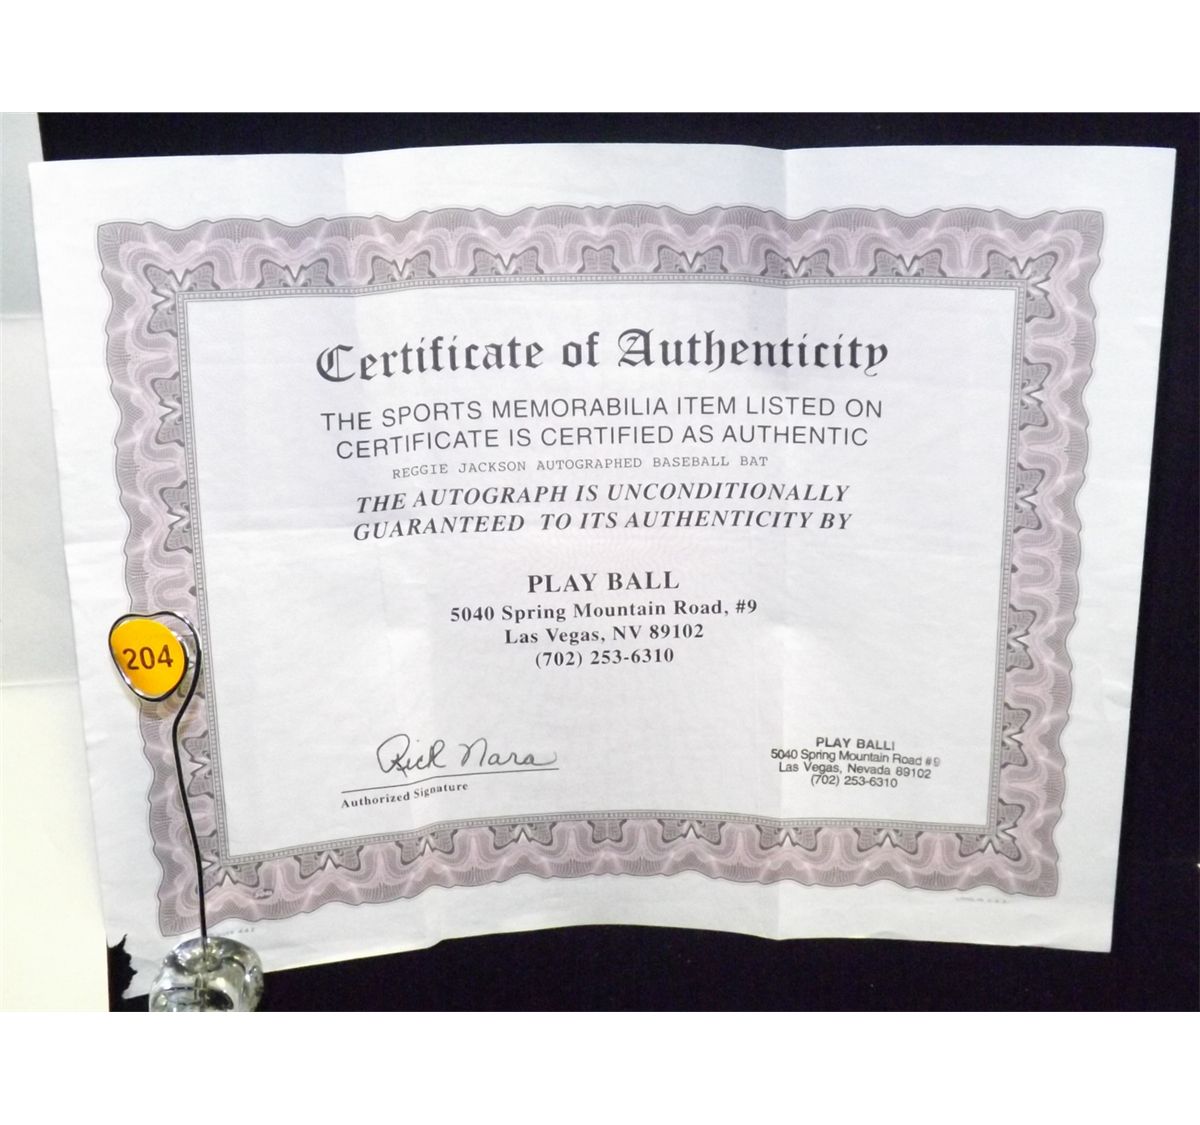 Certificate of Authenticity
THE SPORTS MEMORABILIA ITEM LISTED ON
CERTIFICATE IS CERTIFIED AS AUTHENTIC
REGGIE JACKSON AUTOGRAPHED BASEBALL BAT
THE AUTOGRAPH IS UNCONDITIONALLY
GUARANTEED TO ITS AUTHENTICITY BY
PLAY BALL
5040 Spring Mountain Road, #9
Las Vegas, NV 89102
(702) 253-6310
204
Rick Nara
Authorized Signature
PLAY BALL!
5040 Spring Mountain Road #9
Las Vegas, Nevada 89102
(702) 253-6310